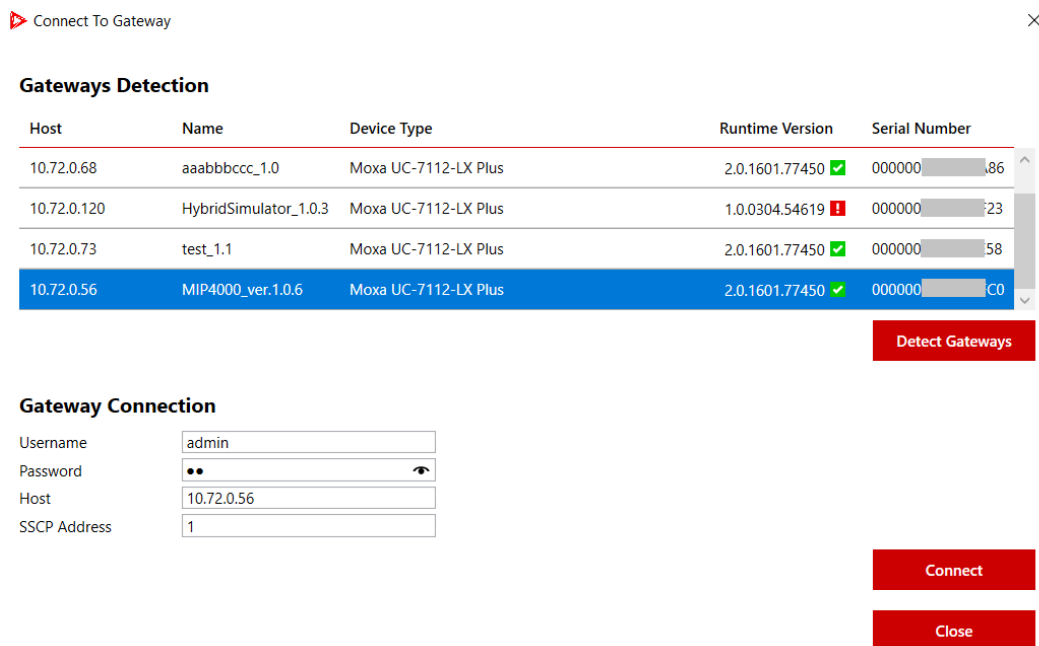 Connect To Gateway
Gateways Detection
Host Name Device Type Runtime Version Serial Number
10.72.0.68 aaabbbccc_1.0 Moxa UC-7112-LX Plus 2.0.1601.77450 000000 86
10.72.0.120 HybridSimulator_1.0.3 Moxa UC-7112-LX Plus 1.0.0304.54619 000000 23
10.72.0.73 test_1.1 Moxa UC-7112-LX Plus 2.0.1601.77450 000000 58
10.72.0.56 MIP4000_ver.1.0.6 Moxa UC-7112-LX Plus 2.0.1601.77450 000000 C0
Detect Gateways
Gateway Connection
Username admin
Password ••
Host 10.72.0.56
SSCP Address 1
Connect
Close